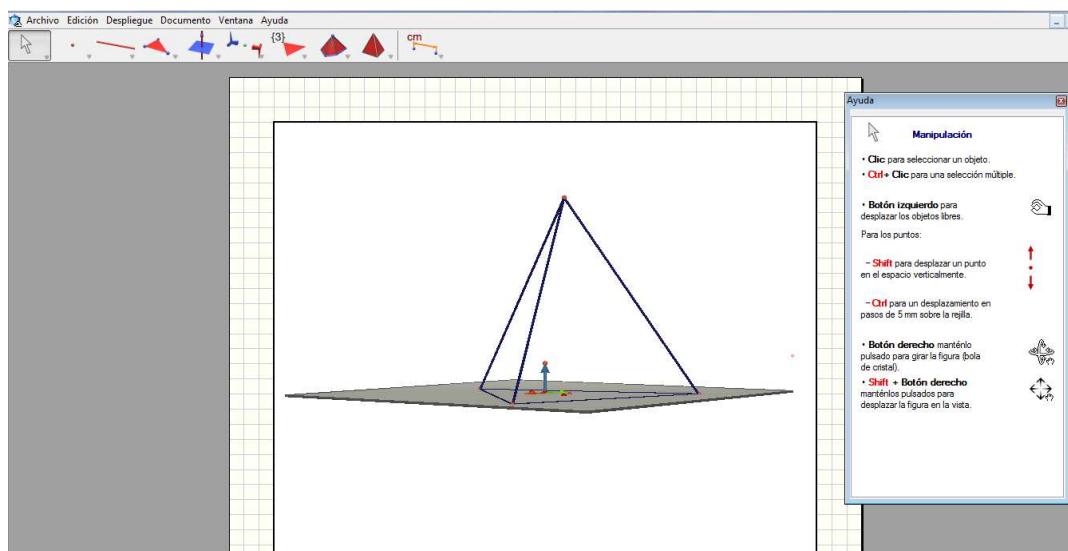 Archivo Edición Despliegue Documento Ventana Ayuda
{3}
cm
Ayuda
Manipulación
• Clic para seleccionar un objeto.
• Ctrl+ Clic para una selección múltiple.
• Botón izquierdo para
desplazar los objetos libres.
Para los puntos:
– Shift para desplazar un punto
en el espacio verticalmente.
– Ctrl para un desplazamiento en
pasos de 5 mm sobre la rejilla.
• Botón derecho manténlo
pulsado para girar la figura (bola
de cristal).
• Shift + Botón derecho
manténlos pulsados para
desplazar la figura en la vista.